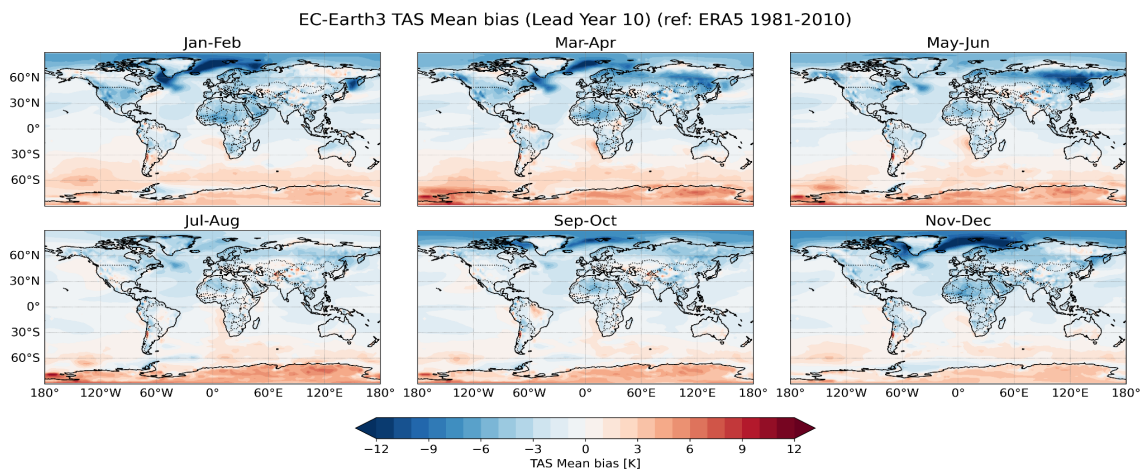 EC-Earth3 TAS Mean bias (Lead Year 10) (ref: ERA5 1981-2010)
Jan-Feb Mar-Apr May-Jun
60°N
30°N
0°
30°S
60°S
Jul-Aug Sep-Oct Nov-Dec
60°N
30°N
0°
30°S
60°S
180° 120°W 60°W 0° 60°E 120°E 180° 180° 120°W 60°W 0° 60°E 120°E 180° 180° 120°W 60°W 0° 60°E 120°E 180°
−12 −9 −6 −3 0 3 6 9 12
TAS Mean bias [K]